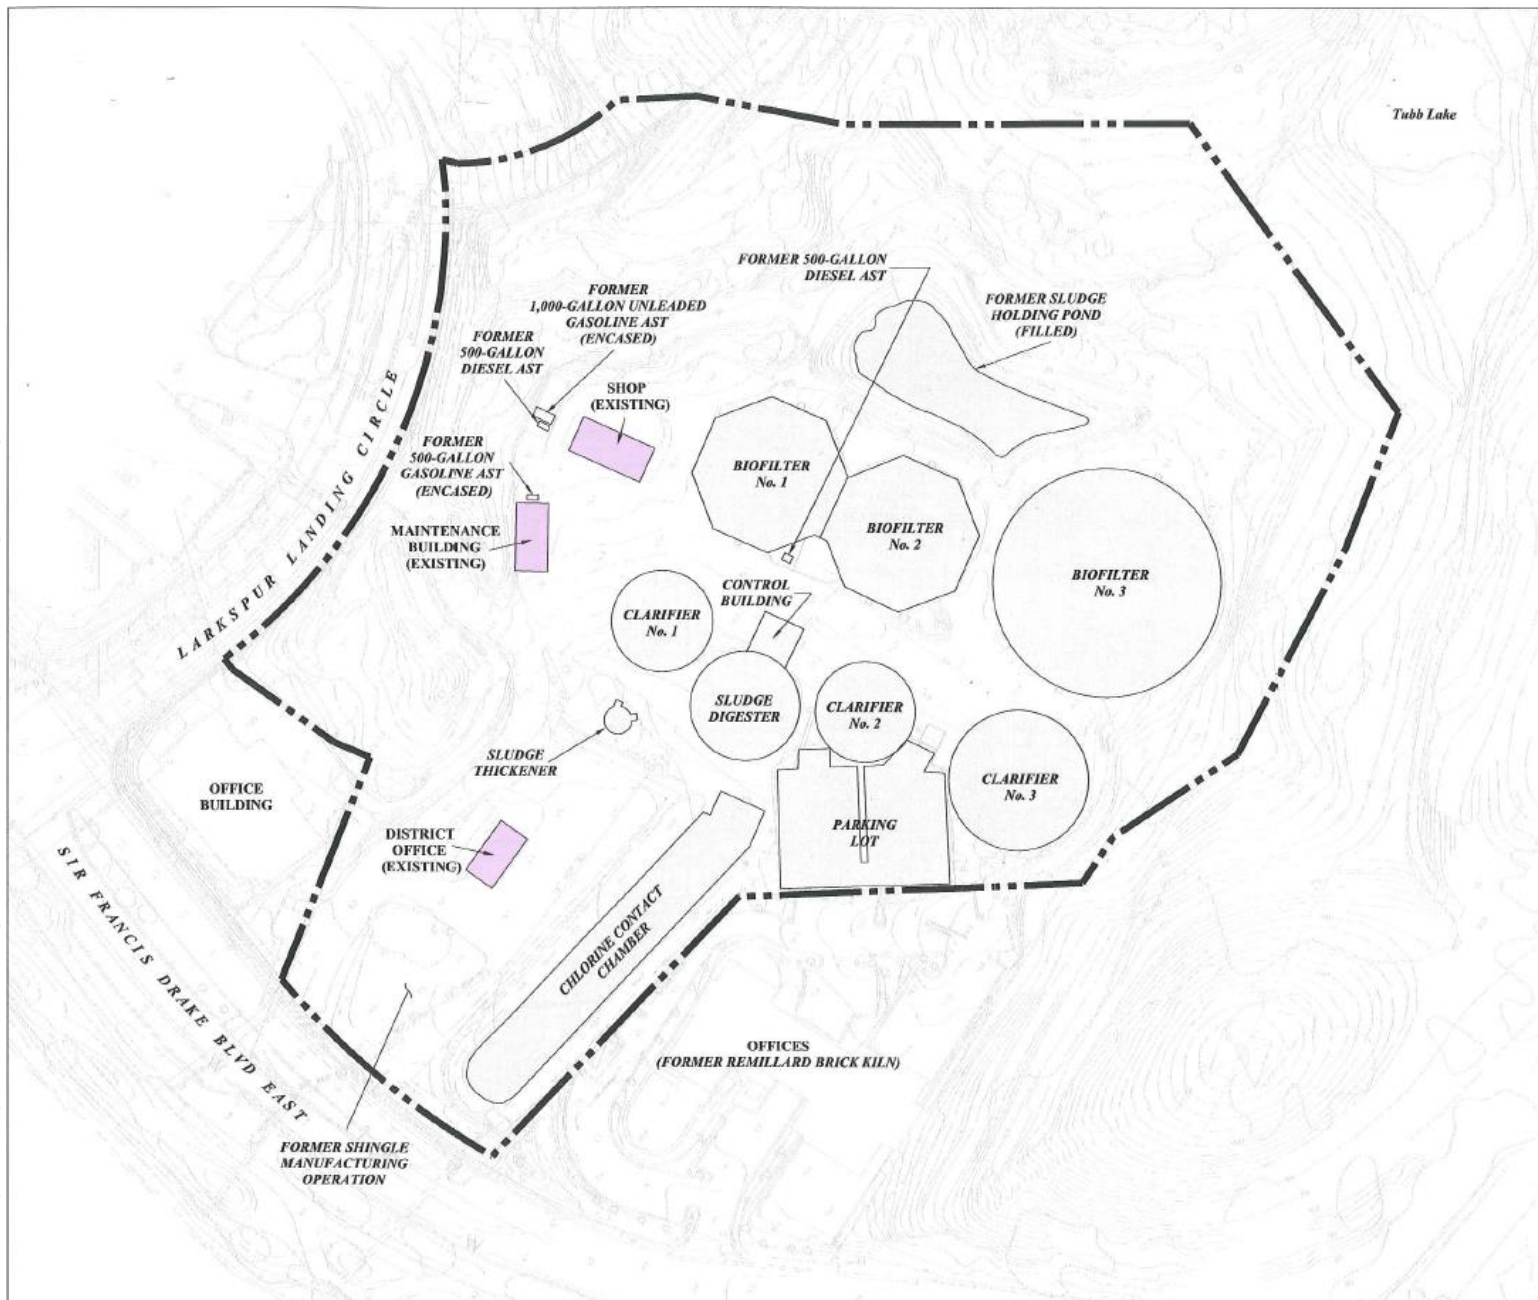 Tubb Lake
FORMER 500-GALLON
DIESEL AST
FORMER
1,000-GALLON UNLEADED
GASOLINE AST
(ENCASED)
FORMER SLUDGE
HOLDING POND
(FILLED)
FORMER
500-GALLON
DIESEL AST
SHOP
(EXISTING)
LARKSPUR LANDING CIRCLE
FORMER
500-GALLON
GASOLINE AST
(ENCASED)
BIOFILTER
No. 1
MAINTENANCE
BUILDING
(EXISTING)
BIOFILTER
No. 2
BIOFILTER
No. 3
CONTROL
BUILDING
CLARIFIER
No. 1
SLUDGE
DIGESTER
CLARIFIER
No. 2
SLUDGE
THICKENER
CLARIFIER
No. 3
OFFICE
BUILDING
PARKING
LOT
DISTRICT
OFFICE
(EXISTING)
SIR FRANCIS DRAKE BLVD EAST
CHLORINE CONTACT
CHAMBER
OFFICES
(FORMER REMILLARD BRICK KILN)
FORMER SHINGLE
MANUFACTURING
OPERATION